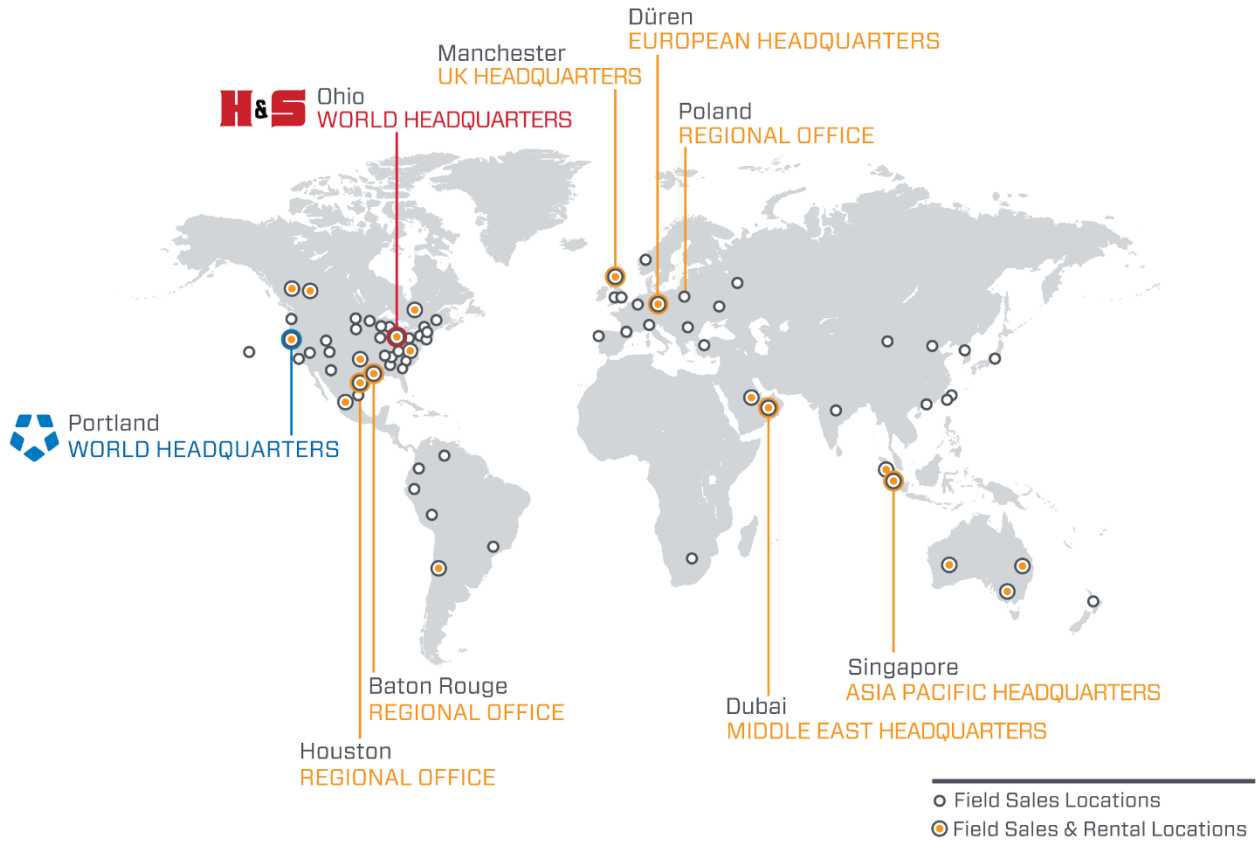 Düren
EUROPEAN HEADQUARTERS
Manchester
UK HEADQUARTERS
H&S
Ohio
WORLD HEADQUARTERS
Poland
REGIONAL OFFICE
Portland
WORLD HEADQUARTERS
Singapore
ASIA PACIFIC HEADQUARTERS
Baton Rouge
REGIONAL OFFICE
Dubai
MIDDLE EAST HEADQUARTERS
Houston
REGIONAL OFFICE
Field Sales Locations
Field Sales & Rental Locations